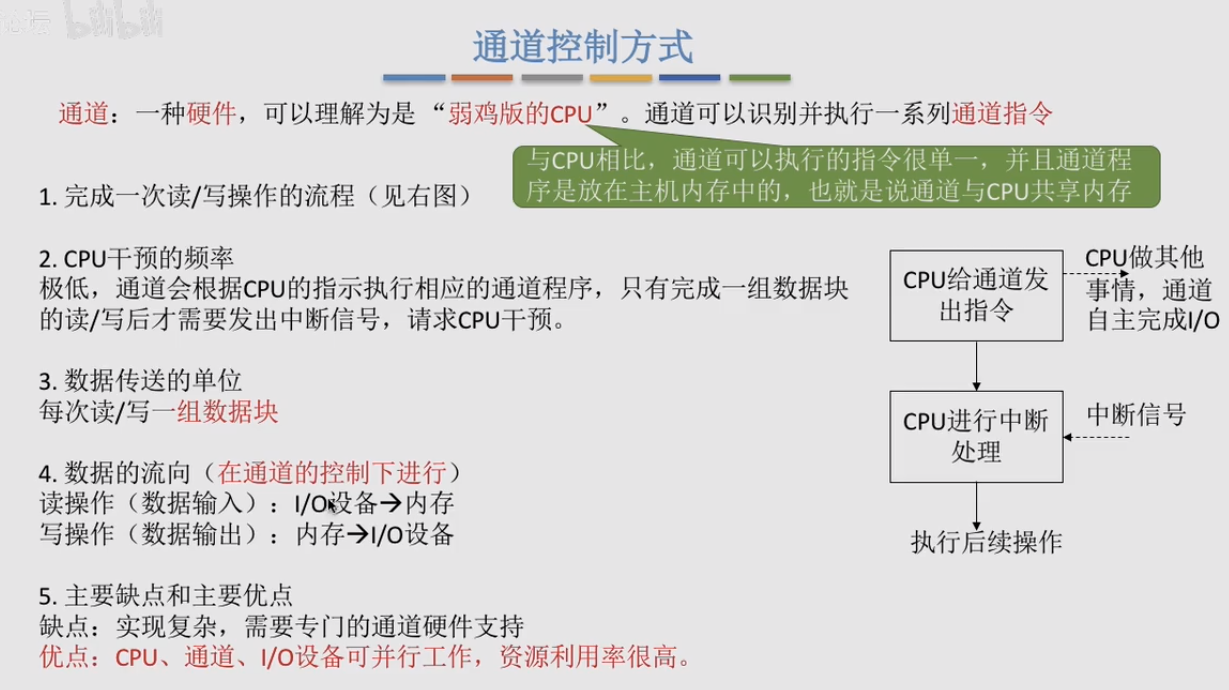 论坛 bilibili
通道控制方式
通道：一种硬件，可以理解为是“弱鸡版的CPU”。通道可以识别并执行一系列通道指令
与CPU相比，通道可以执行的指令很单一，并且通道程
序是放在主机内存中的，也就是说通道与CPU共享内存
1. 完成一次读/写操作的流程（见右图）
2. CPU干预的频率
极低，通道会根据CPU的指示执行相应的通道程序，只有完成一组数据块
的读/写后才需要发出中断信号，请求CPU干预。
3. 数据传送的单位
每次读/写一组数据块
4. 数据的流向（在通道的控制下进行）
读操作（数据输入）：I/O设备→内存
写操作（数据输出）：内存→I/O设备
5. 主要缺点和主要优点
缺点：实现复杂，需要专门的通道硬件支持
优点：CPU、通道、I/O设备可并行工作，资源利用率很高。
CPU给通道发
出指令
CPU做其他
事情，通道
自主完成I/O
CPU进行中断
处理
中断信号
执行后续操作